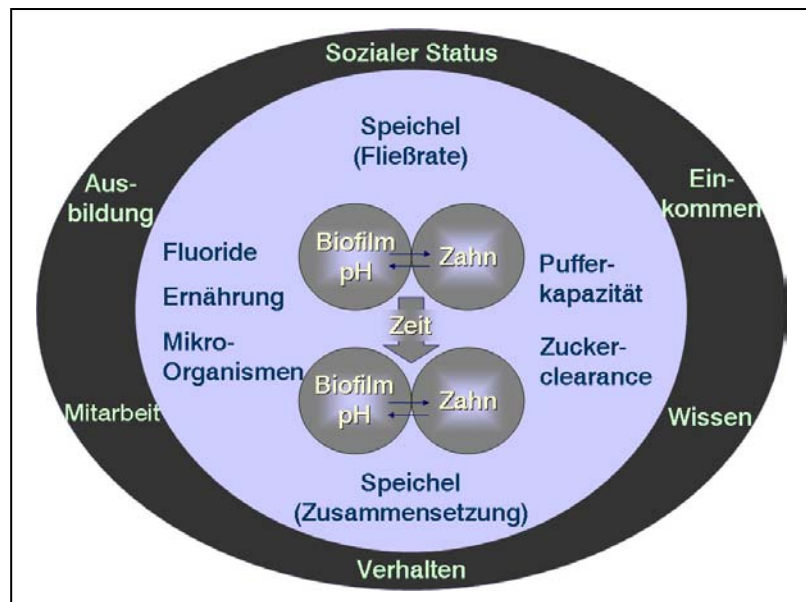 Sozialer Status
Speichel
(Fließrate)
Aus-
bildung
Ein-
kommen
Fluoride
Ernährung
Mikro-
Organismen
Biofilm
pH
Zahn
Puffer-
kapazität
Zeit
Zucker-
clearance
Biofilm
pH
Zahn
Mitarbeit
Wissen
Speichel
(Zusammensetzung)
Verhalten